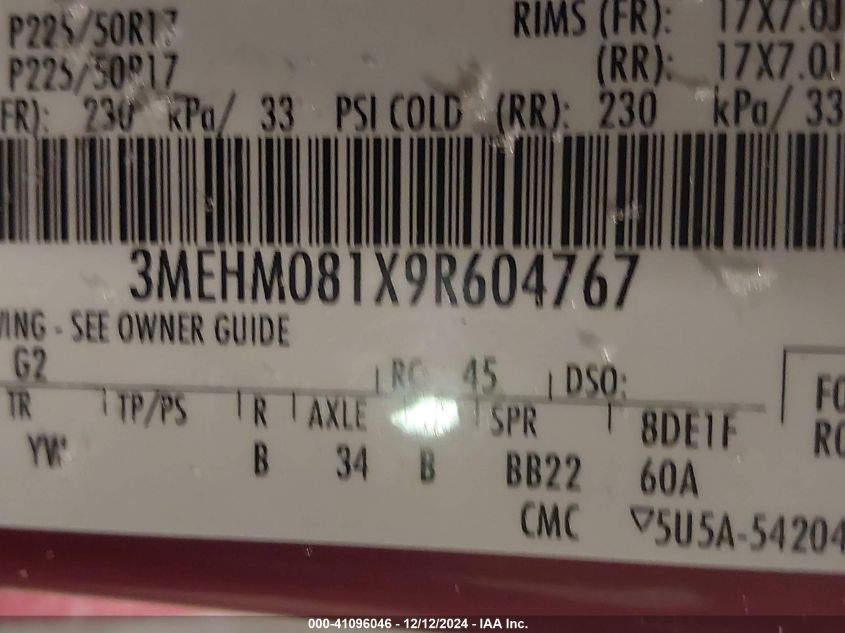 P225/50R17 RIMS (FR): 17X7.0J
P225/50R17 (RR): 17X7.0J
FR): 230 kPa/ 33 PSI COLD (RR): 230 kPa/ 33
3MEHM081X9R604767
- SEE OWNER GUIDE
G2 RC 45 DSO:
TR TP/PS R AXLE SPR 8DE1F
YW B 34 B BB22 60A
CMC ▽5U5A-54204
000-41096046 - 12/12/2024 - IAA Inc.